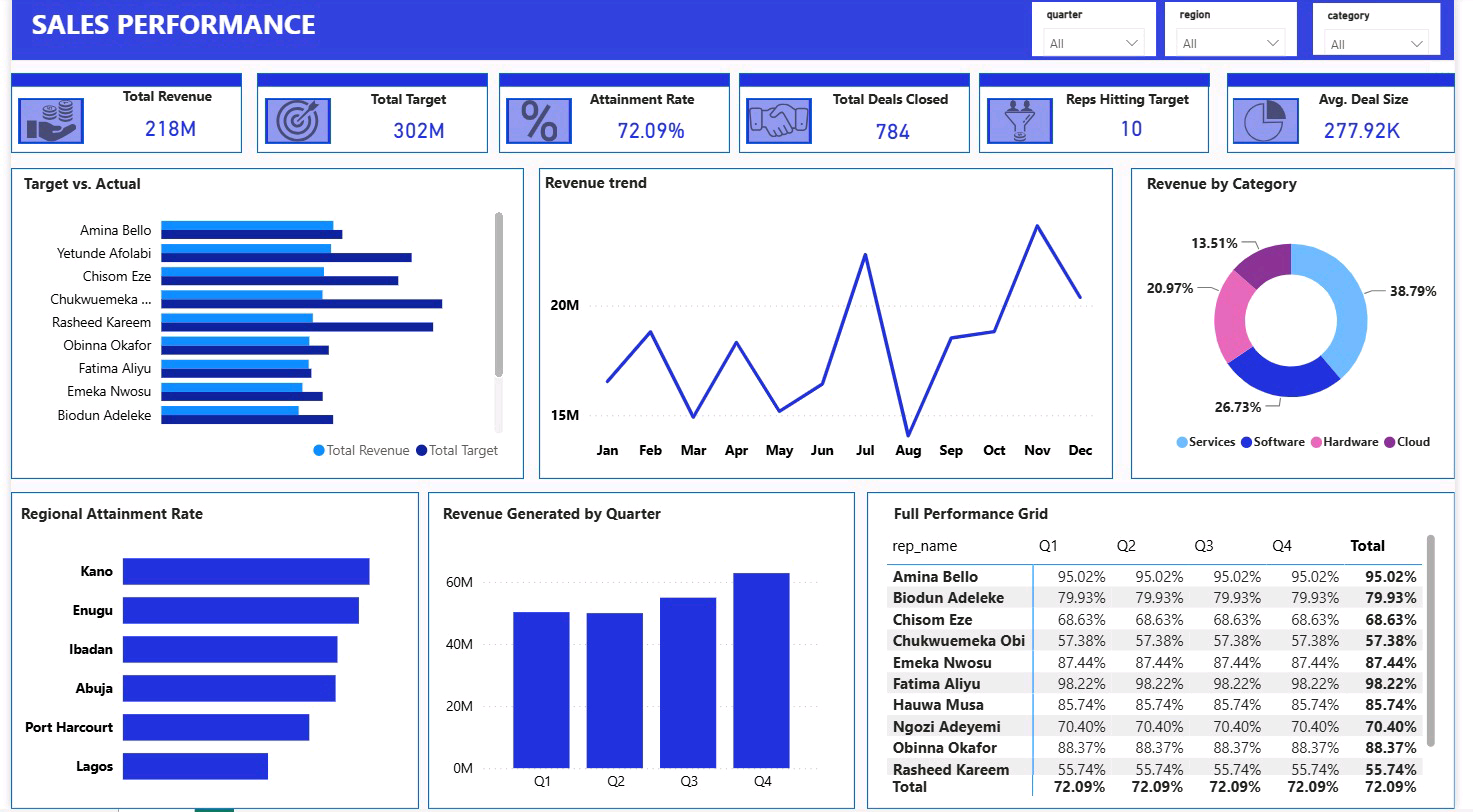 SALES PERFORMANCE
quarter
All
region
All
category
All
Total Revenue
218M
Total Target
302M
Attainment Rate
72.09%
Total Deals Closed
784
Reps Hitting Target
10
Avg. Deal Size
277.92K
Target vs. Actual
Amina Bello
Yetunde Afolabi
Chisom Eze
Chukwuemeka ...
Rasheed Kareem
Obinna Okafor
Fatima Aliyu
Emeka Nwosu
Biodun Adeleke
Total Revenue Total Target
Revenue trend
20M
15M
Jan Feb Mar Apr May Jun Jul Aug Sep Oct Nov Dec
Revenue by Category
13.51%
20.97%
38.79%
26.73%
Services Software Hardware Cloud
Regional Attainment Rate
Kano
Enugu
Ibadan
Abuja
Port Harcourt
Lagos
Revenue Generated by Quarter
60M
40M
20M
0M
Q1 Q2 Q3 Q4
Full Performance Grid
rep_name Q1 Q2 Q3 Q4 Total
Amina Bello 95.02% 95.02% 95.02% 95.02% 95.02%
Biodun Adeleke 79.93% 79.93% 79.93% 79.93% 79.93%
Chisom Eze 68.63% 68.63% 68.63% 68.63% 68.63%
Chukwuemeka Obi 57.38% 57.38% 57.38% 57.38% 57.38%
Emeka Nwosu 87.44% 87.44% 87.44% 87.44% 87.44%
Fatima Aliyu 98.22% 98.22% 98.22% 98.22% 98.22%
Hauwa Musa 85.74% 85.74% 85.74% 85.74% 85.74%
Ngozi Adeyemi 70.40% 70.40% 70.40% 70.40% 70.40%
Obinna Okafor 88.37% 88.37% 88.37% 88.37% 88.37%
Rasheed Kareem 55.74% 55.74% 55.74% 55.74% 55.74%
Total 72.09% 72.09% 72.09% 72.09% 72.09%